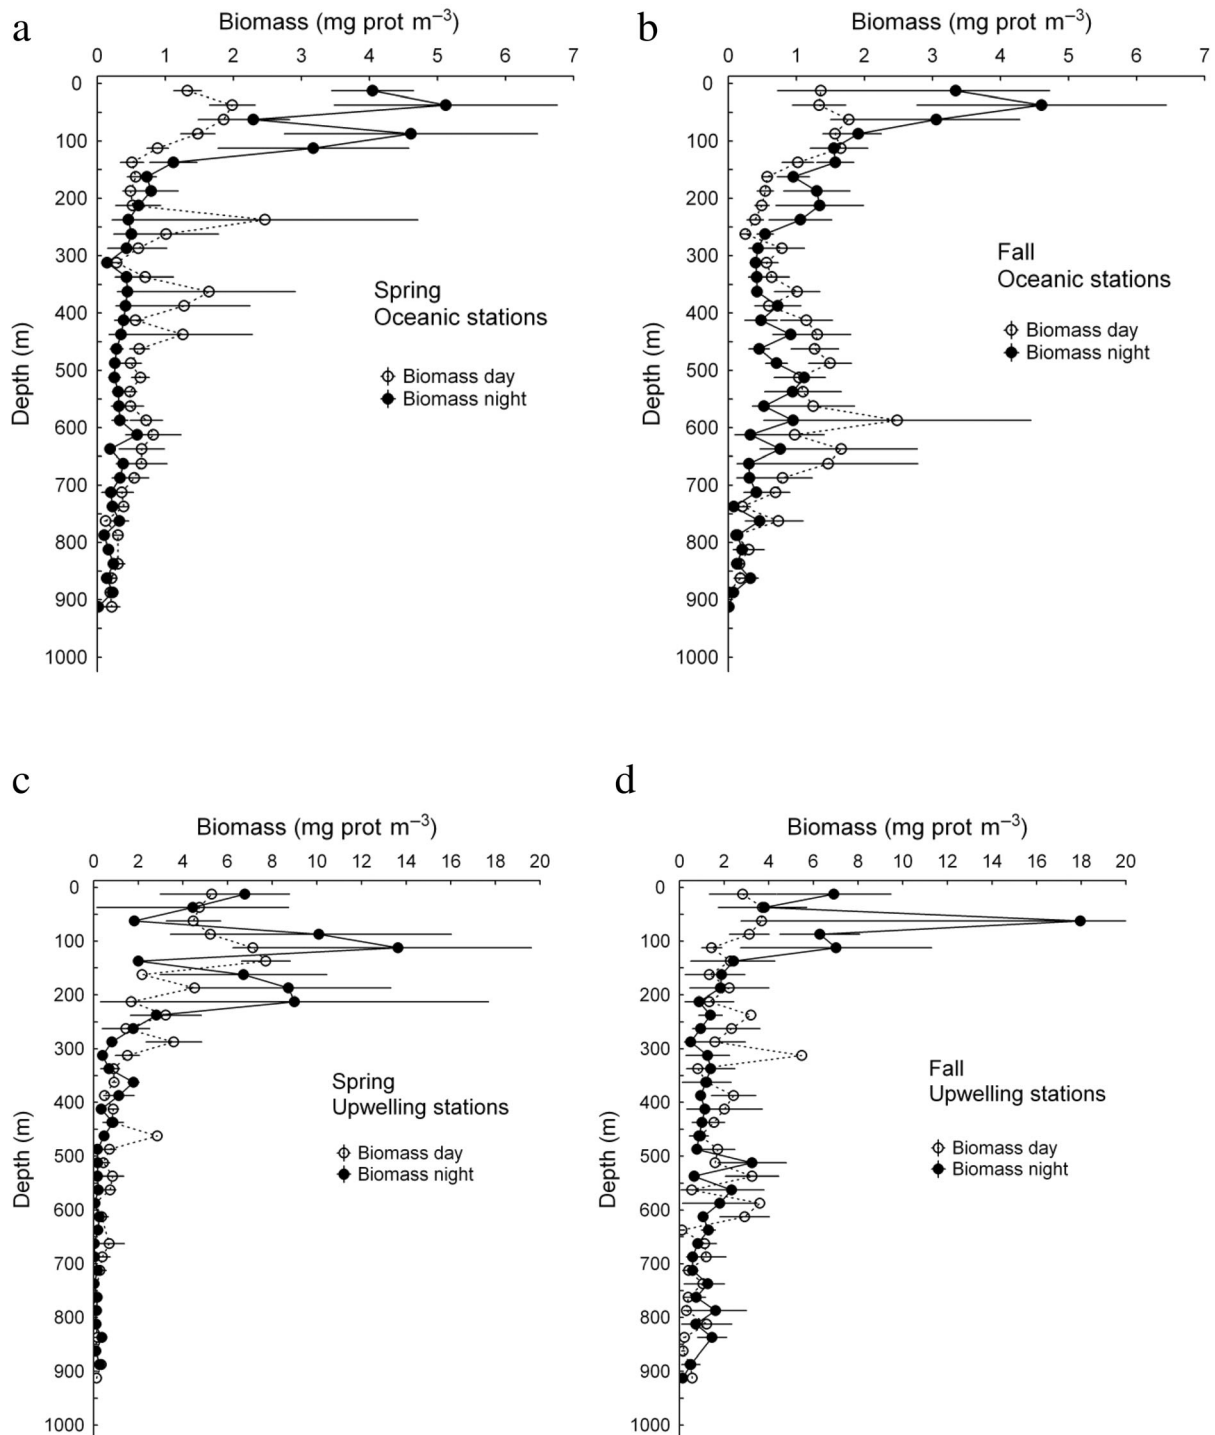 a
Biomass (mg prot m⁻³)
0 1 2 3 4 5 6 7
0
100
200
300
400
500
600
700
800
900
1000
Depth (m)
Spring
Oceanic stations
Biomass day
Biomass night
b
Biomass (mg prot m⁻³)
0 1 2 3 4 5 6 7
0
100
200
300
400
500
600
700
800
900
1000
Depth (m)
Fall
Oceanic stations
Biomass day
Biomass night
c
Biomass (mg prot m⁻³)
0 2 4 6 8 10 12 14 16 18 20
0
100
200
300
400
500
600
700
800
900
1000
Depth (m)
Spring
Upwelling stations
Biomass day
Biomass night
d
Biomass (mg prot m⁻³)
0 2 4 6 8 10 12 14 16 18 20
0
100
200
300
400
500
600
700
800
900
1000
Depth (m)
Fall
Upwelling stations
Biomass day
Biomass night